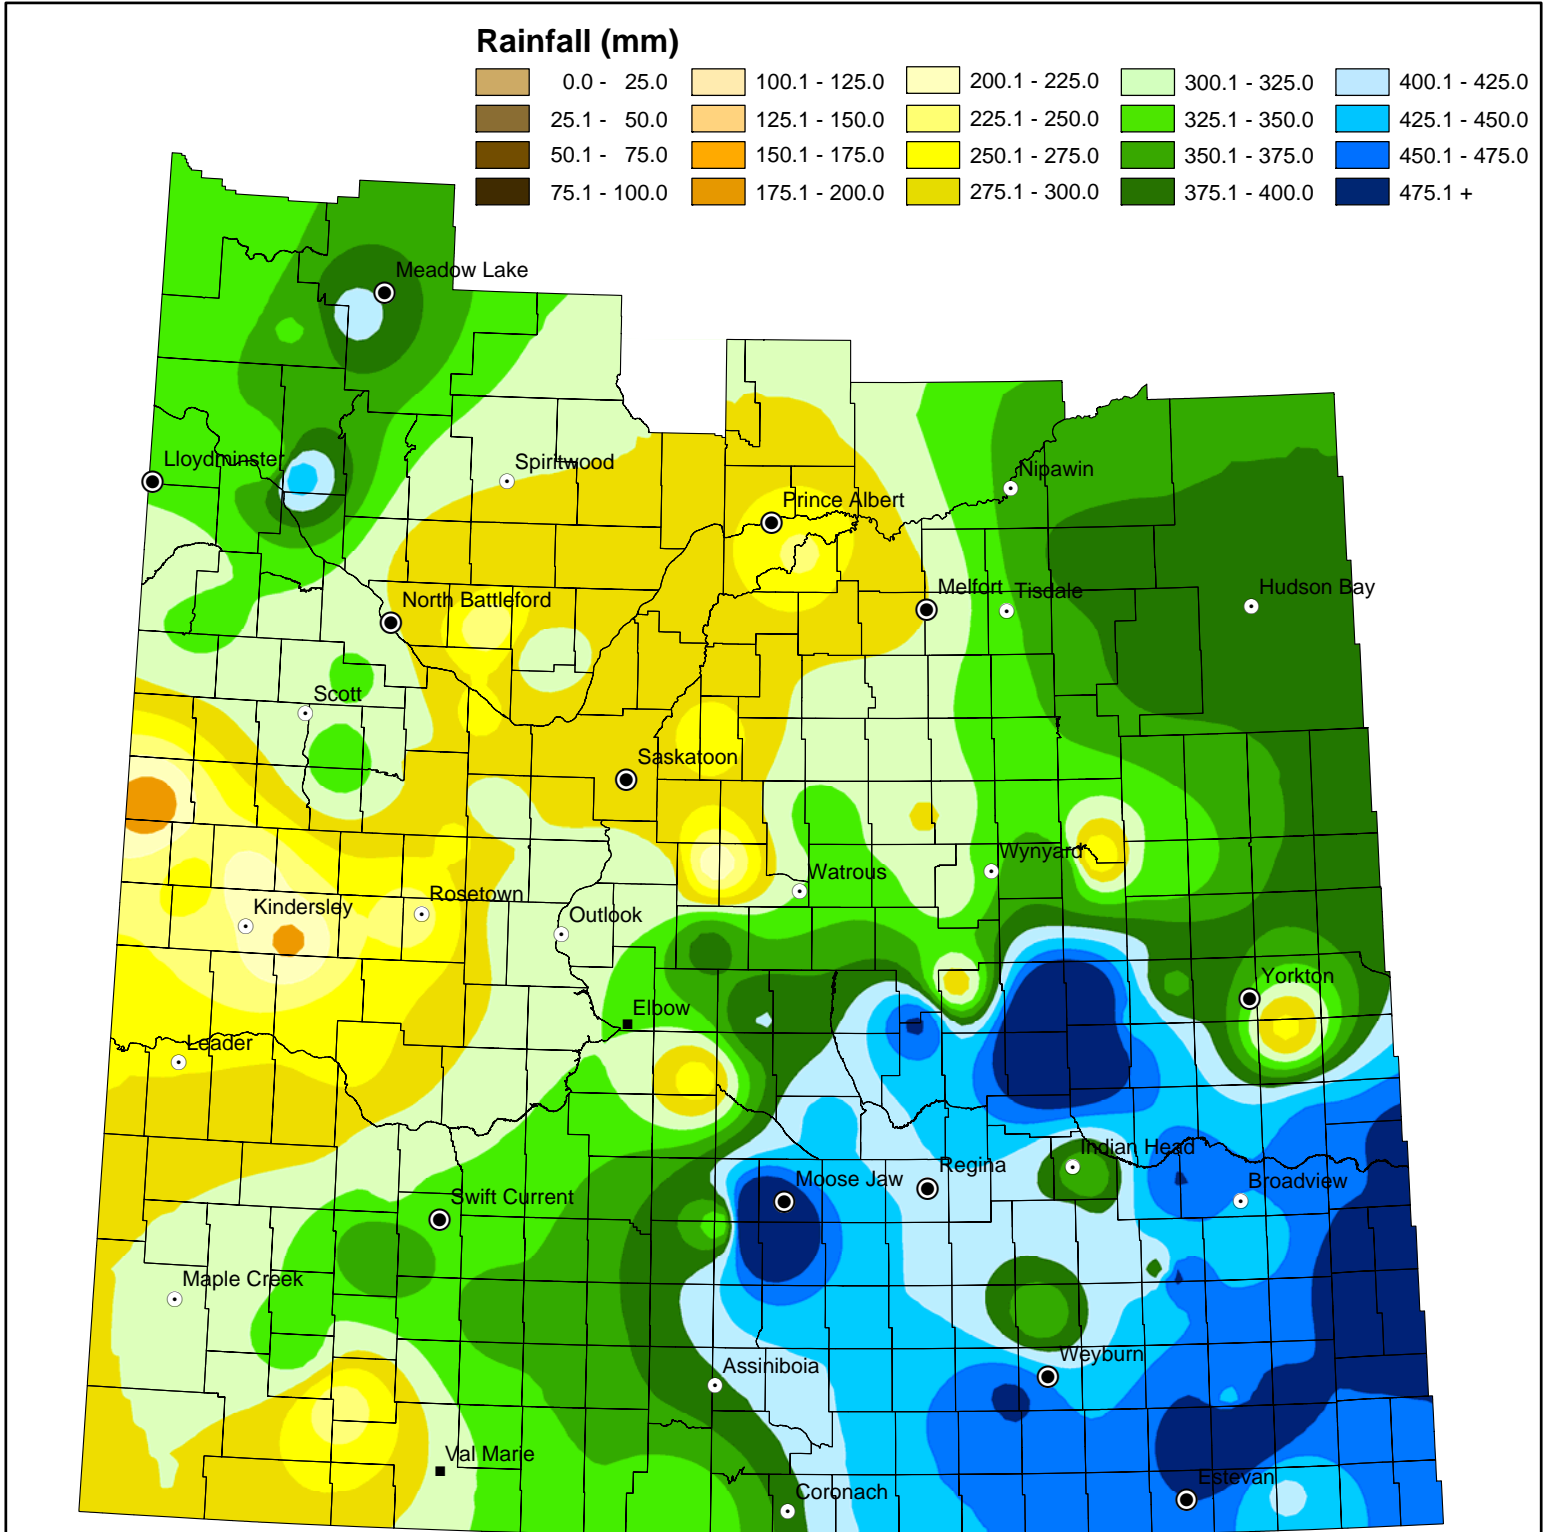 Rainfall (mm)
0.0 - 25.0
25.1 - 50.0
50.1 - 75.0
75.1 - 100.0
100.1 - 125.0
125.1 - 150.0
150.1 - 175.0
175.1 - 200.0
200.1 - 225.0
225.1 - 250.0
250.1 - 275.0
275.1 - 300.0
300.1 - 325.0
325.1 - 350.0
350.1 - 375.0
375.1 - 400.0
400.1 - 425.0
425.1 - 450.0
450.1 - 475.0
475.1 +
Meadow Lake
Lloydminster
Spiritwood
Nipawin
Prince Albert
Melfort
Tisdale
Hudson Bay
North Battleford
Scott
Saskatoon
Wynyard
Watrous
Rosetown
Kindersley
Outlook
Yorkton
Elbow
Leader
Indian Head
Regina
Moose Jaw
Broadview
Swift Current
Maple Creek
Weyburn
Assiniboia
Val Marie
Estevan
Coronach